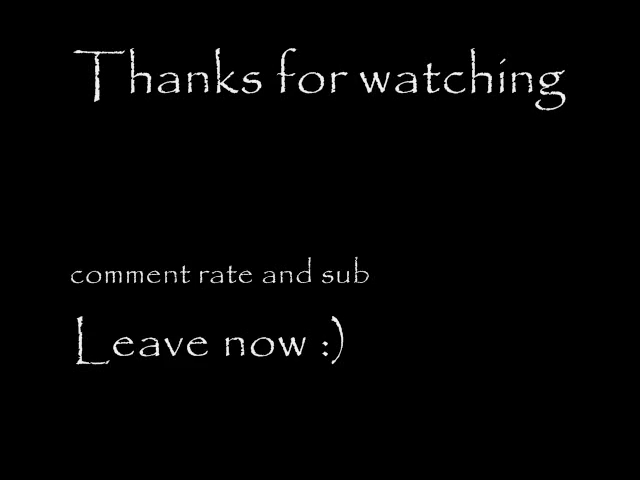 Thanks for watching
comment rate and sub
Leave now :)